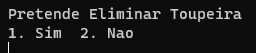 Pretende Eliminar Toupeira
1. Sim  2. Nao